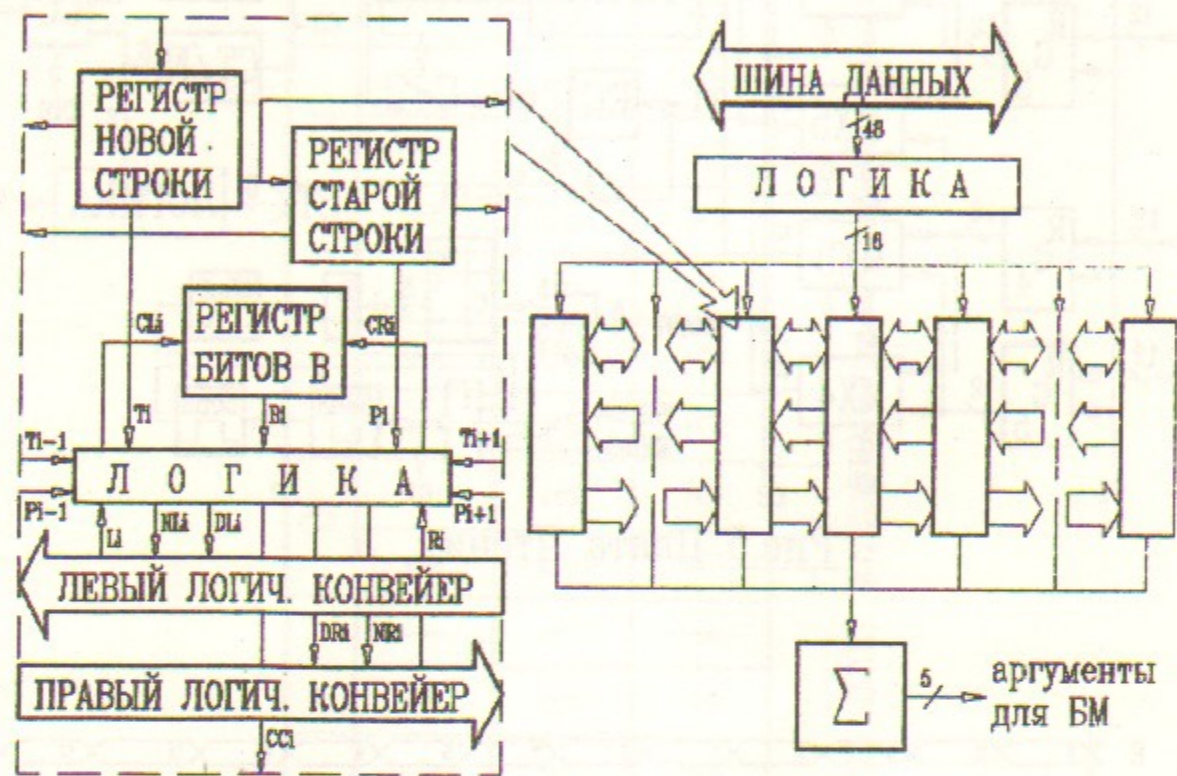 РЕГИСТР
НОВОЙ
СТРОКИ
РЕГИСТР
СТАРОЙ
СТРОКИ
CLi
РЕГИСТР
БИТОВ В
CRi
Ti
Bi
Pi
Ti-1
Ti+1
Л О Г И К А
Pi-1
Pi+1
Li
NLi
DLi
Ri
ЛЕВЫЙ ЛОГИЧ. КОНВЕЙЕР
DRi
NRi
ПРАВЫЙ ЛОГИЧ. КОНВЕЙЕР
CCi
ШИНА ДАННЫХ
48
Л О Г И К А
16
Σ
5
аргументы
для БМ